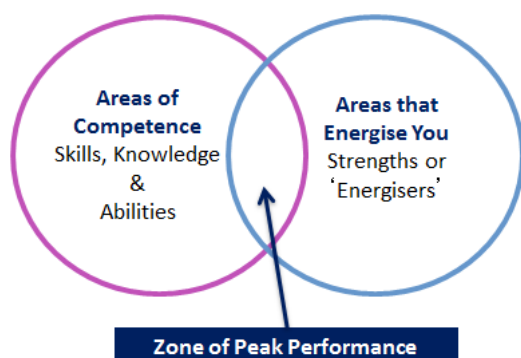 Areas of
Competence
Skills, Knowledge
&
Abilities
Areas that
Energise You
Strengths or
‘Energisers’
Zone of Peak Performance